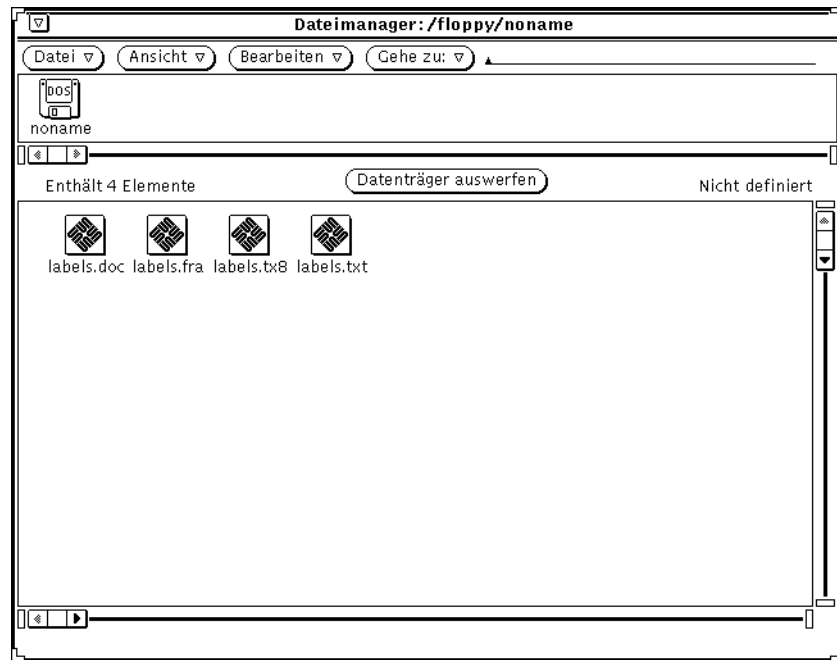 Dateimanager:/floppy/noname
Datei Ansicht Bearbeiten Gehe zu:
DOS
noname
Enthält 4 Elemente Datenträger auswerfen Nicht definiert
labels.doc labels.fra labels.tx8 labels.txt